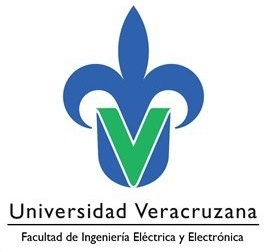 V
Universidad Veracruzana
Facultad de Ingeniería Eléctrica y Electrónica